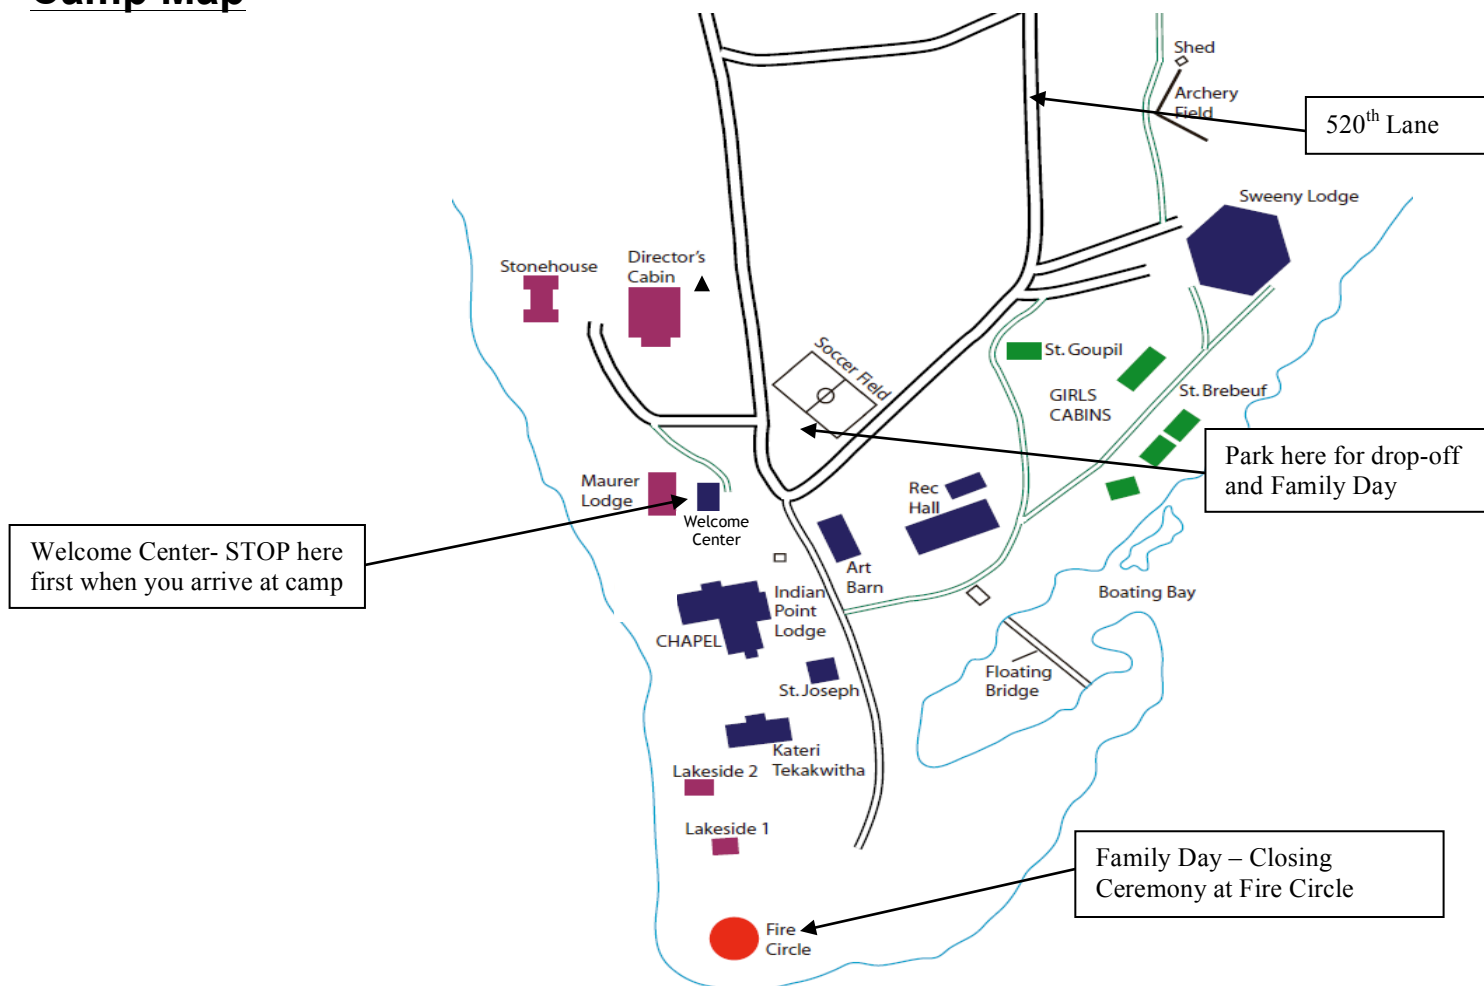 Camp Map
Shed
Archery
Field
520th Lane
Sweeny Lodge
Stonehouse
Director's
Cabin
Soccer Field
St. Goupil
GIRLS
CABINS
St. Brebeuf
Park here for drop-off
and Family Day
Maurer
Lodge
Welcome
Center
Rec
Hall
Welcome Center- STOP here
first when you arrive at camp
Art
Barn
Indian
Point
Lodge
CHAPEL
Boating Bay
Floating
Bridge
St. Joseph
Kateri
Tekakwitha
Lakeside 2
Lakeside 1
Family Day – Closing
Ceremony at Fire Circle
Fire
Circle